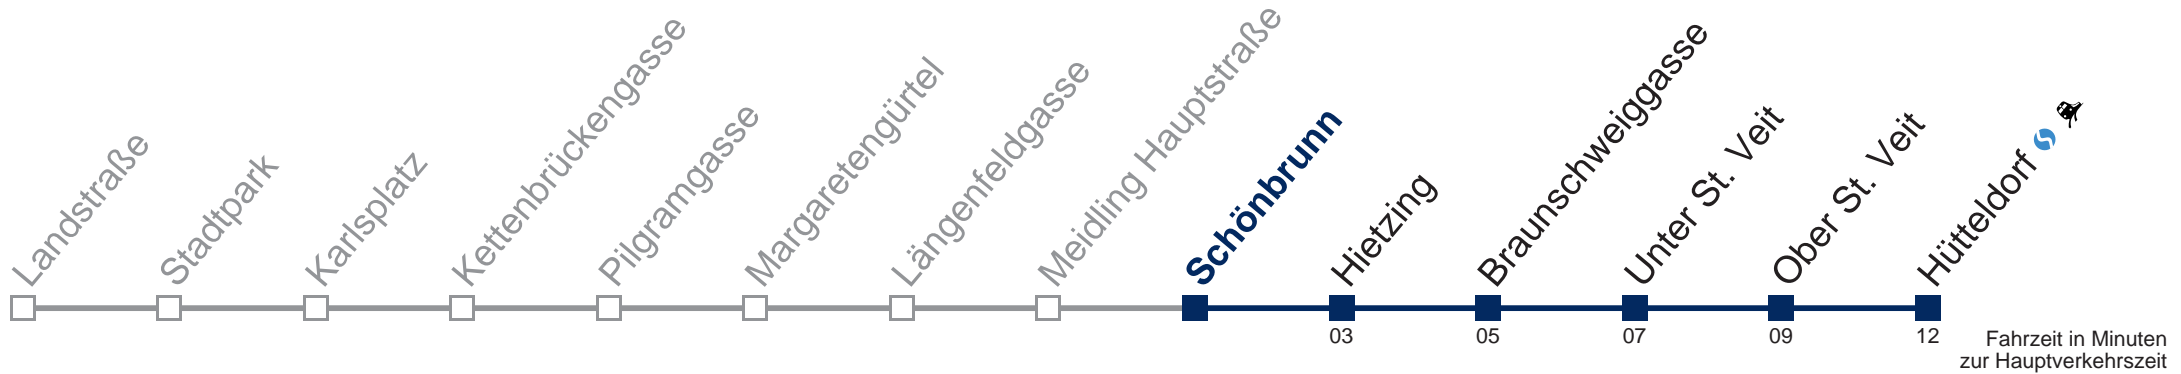 Landstraße
Stadtpark
Karlsplatz
Kettenbrückengasse
Pilgramgasse
Margaretengürtel
Längenfeldgasse
Meidling Hauptstraße
Schönbrunn
Hietzing
Braunschweiggasse
Unter St. Veit
Ober St. Veit
Hütteldorf
03
05
07
09
12
Fahrzeit in Minuten
zur Hauptverkehrszeit